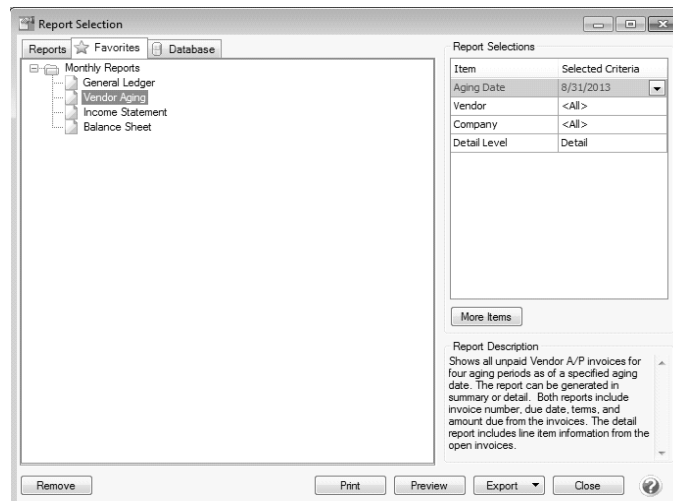 Report Selection
Reports Favorites Database
Monthly Reports
General Ledger
Vendor Aging
Income Statement
Balance Sheet
Remove
Report Selections
Item Selected Criteria
Aging Date 8/31/2013
Vendor <All>
Company <All>
Detail Level Detail
More Items
Report Description
Shows all unpaid Vendor A/P invoices for
four aging periods as of a specified aging
date. The report can be generated in
summary or detail. Both reports include
invoice number, due date, terms, and
amount due from the invoices. The detail
report includes line item information from the
open invoices.
Print Preview Export Close ?